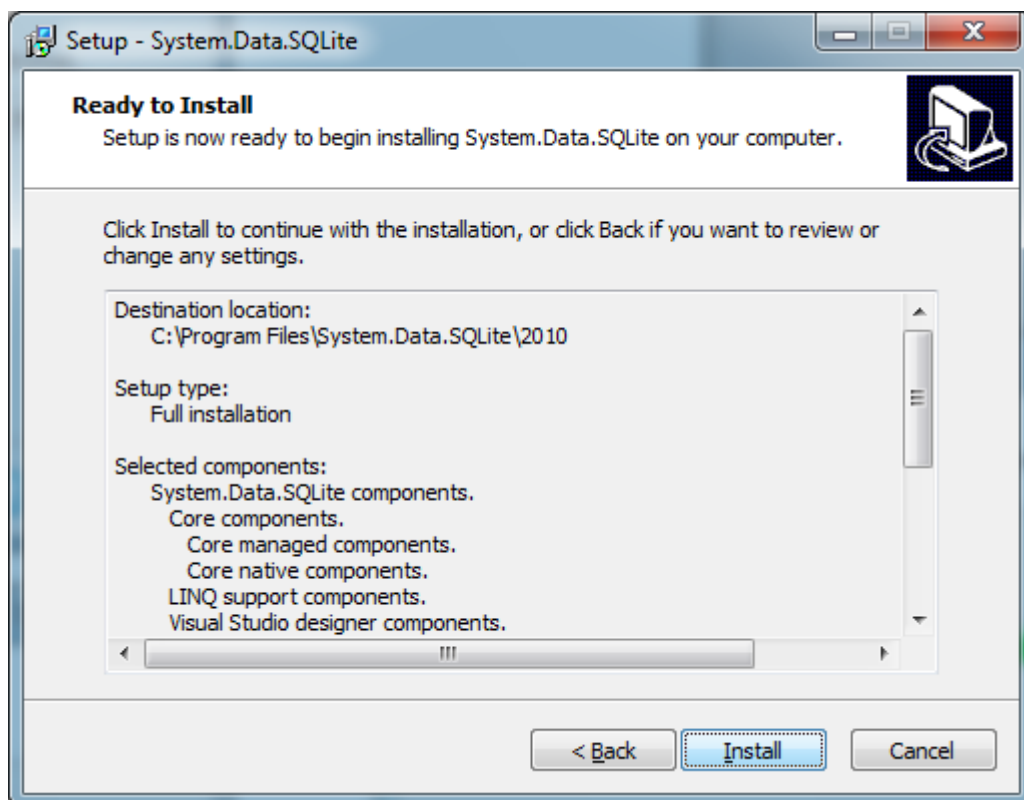 Setup - System.Data.SQLite
Ready to Install
Setup is now ready to begin installing System.Data.SQLite on your computer.
Click Install to continue with the installation, or click Back if you want to review or
change any settings.
Destination location:
C:\Program Files\System.Data.SQLite\2010
Setup type:
Full installation
Selected components:
System.Data.SQLite components.
Core components.
Core managed components.
Core native components.
LINQ support components.
Visual Studio designer components.
< Back Install Cancel